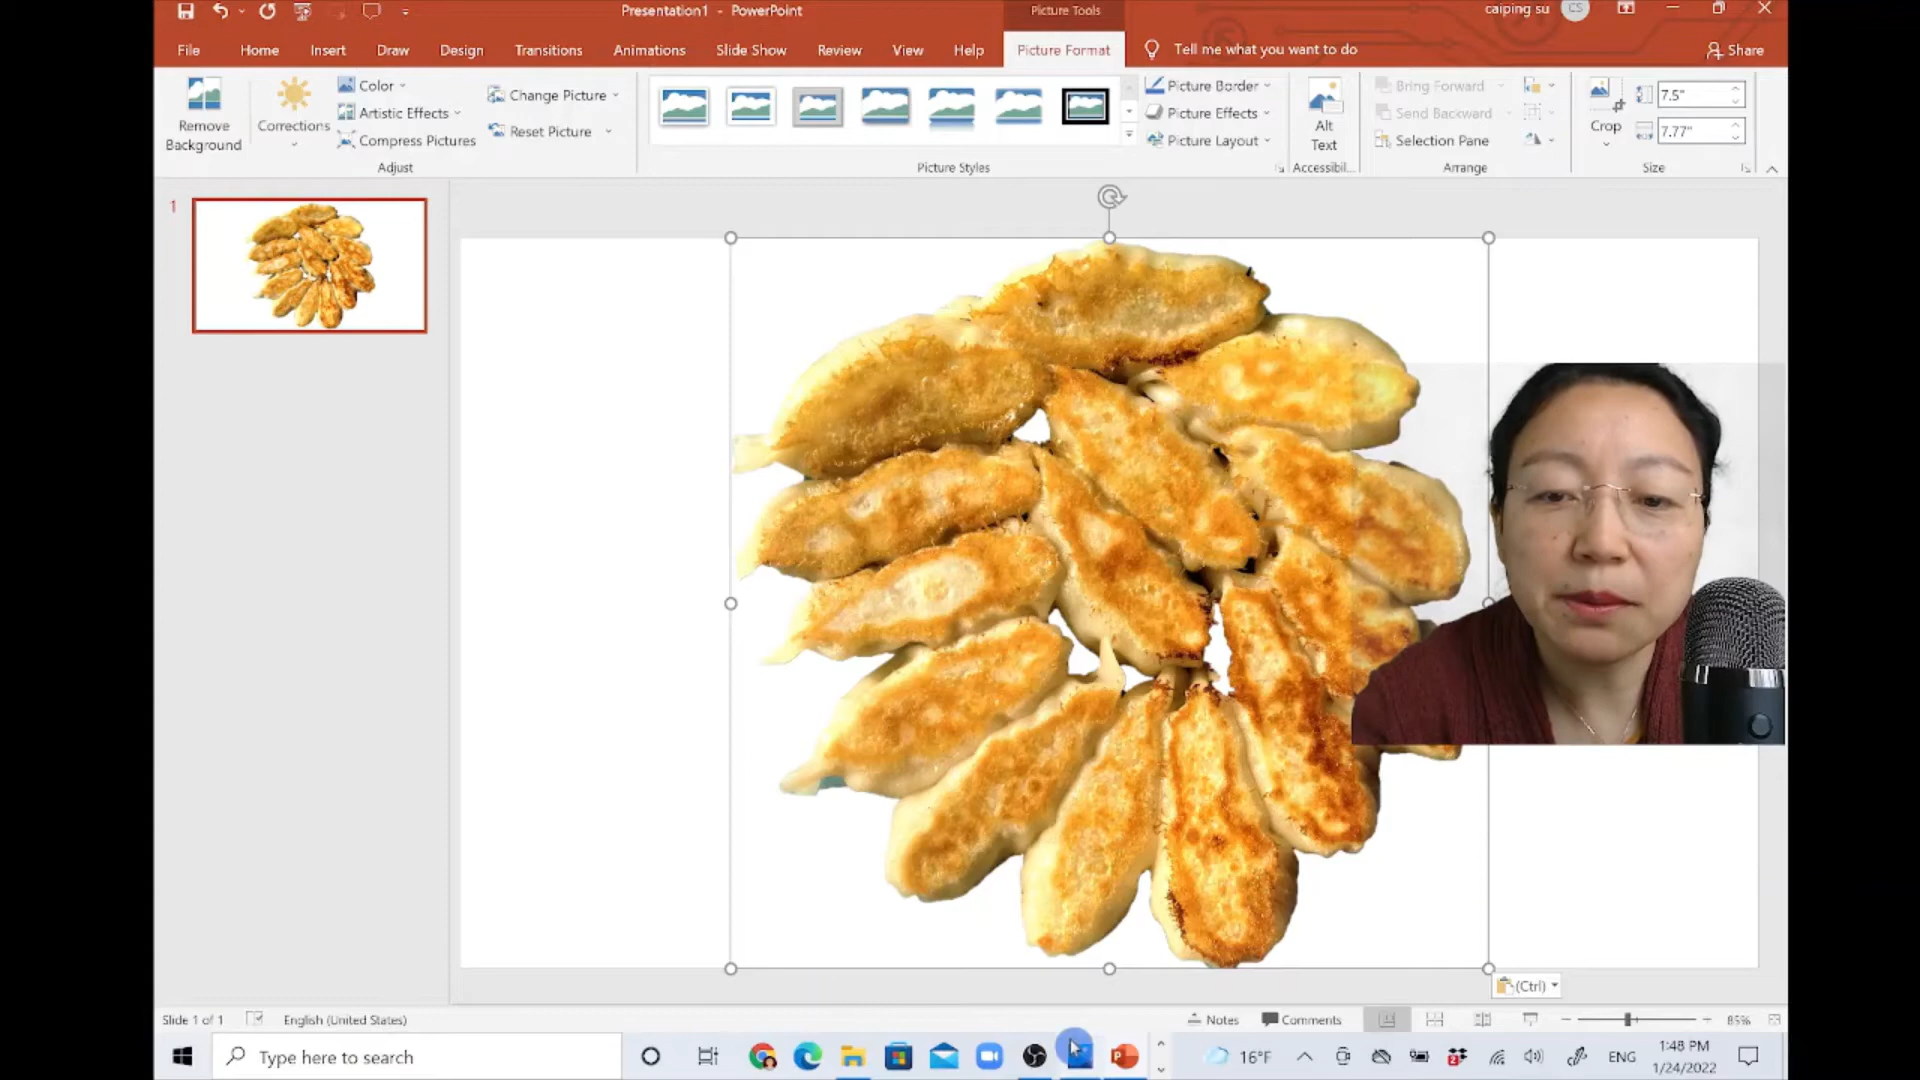 Presentation1 - PowerPoint
Picture Tools
caiping su
CS
File
Home
Insert
Draw
Design
Transitions
Animations
Slide Show
Review
View
Help
Picture Format
Tell me what you want to do
Share
Remove
Background
Corrections
Color
Artistic Effects
Compress Pictures
Change Picture
Reset Picture
Adjust
Picture Styles
Picture Border
Picture Effects
Picture Layout
Alt
Text
Accessibil...
Bring Forward
Send Backward
Selection Pane
Arrange
Crop
7.5"
7.77"
Size
1
(Ctrl)
Slide 1 of 1
English (United States)
Notes
Comments
85%
Type here to search
16°F
2
ENG
1:48 PM
1/24/2022